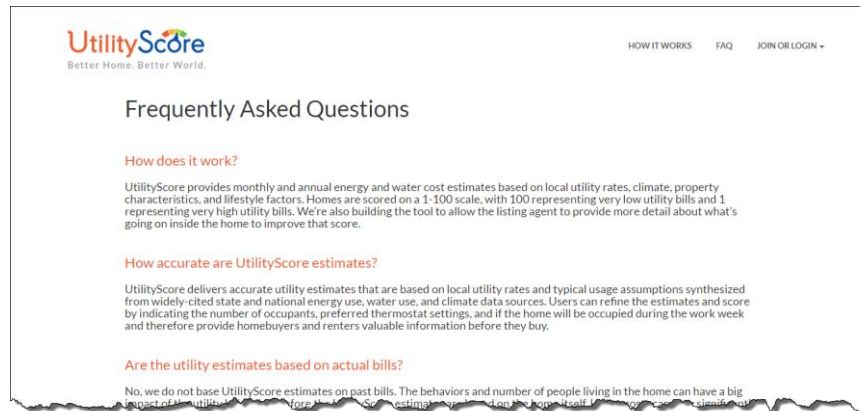 UtilityScore
Better Home. Better World.
HOW IT WORKS FAQ JOIN OR LOGIN
Frequently Asked Questions
How does it work?
UtilityScore provides monthly and annual energy and water cost estimates based on local utility rates, climate, property
characteristics, and lifestyle factors. Homes are scored on a 1-100 scale, with 100 representing very low utility bills and 1
representing very high utility bills. We're also building the tool to allow the listing agent to provide more detail about what's
going on inside the home to improve that score.
How accurate are UtilityScore estimates?
UtilityScore delivers accurate utility estimates that are based on local utility rates and typical usage assumptions synthesized
from widely-cited state and national energy use, water use, and climate data sources. Users can refine the estimates and score
by indicating the number of occupants, preferred thermostat settings, and if the home will be occupied during the work week
and therefore provide homebuyers and renters valuable information before they buy.
Are the utility estimates based on actual bills?
No, we do not base UtilityScore estimates on past bills. The behaviors and number of people living in the home can have a big
impact of utility estimates on the home itself. significant